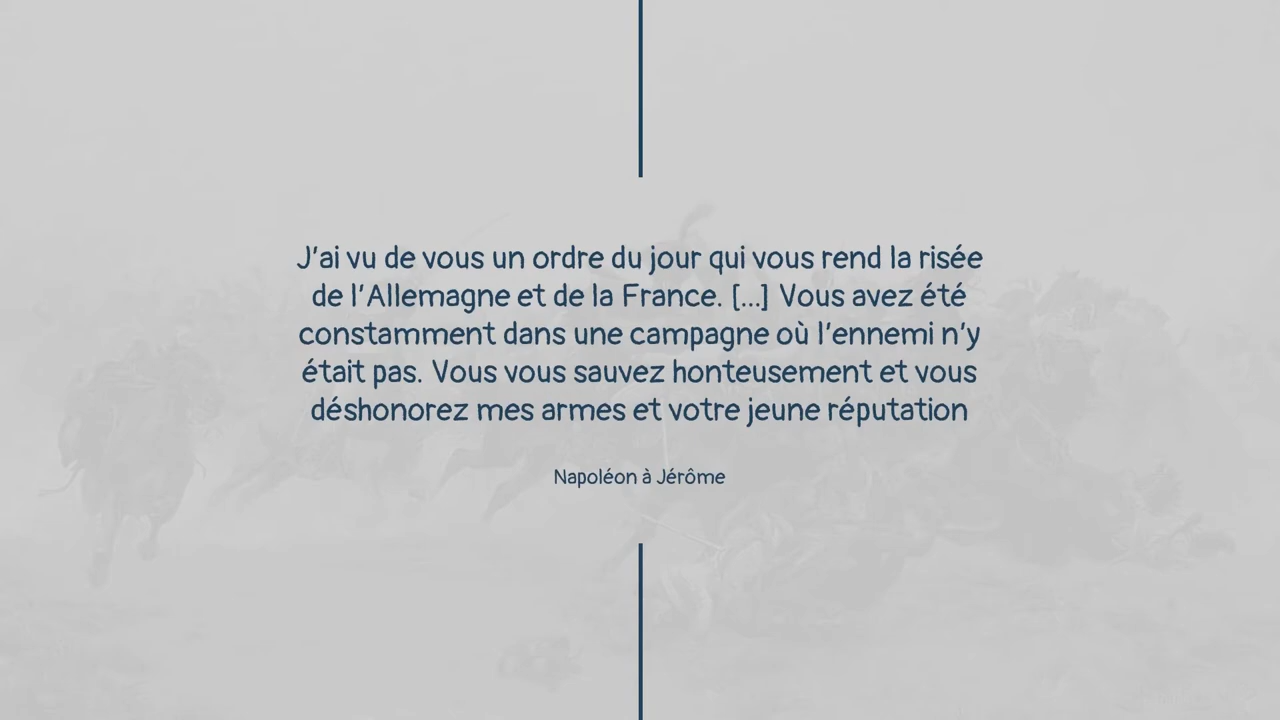 J'ai vu de vous un ordre du jour qui vous rend la risée
de l'Allemagne et de la France. [...] Vous avez été
constamment dans une campagne où l'ennemi n'y
était pas. Vous vous sauvez honteusement et vous
déshonorez mes armes et votre jeune réputation
Napoléon à Jérôme